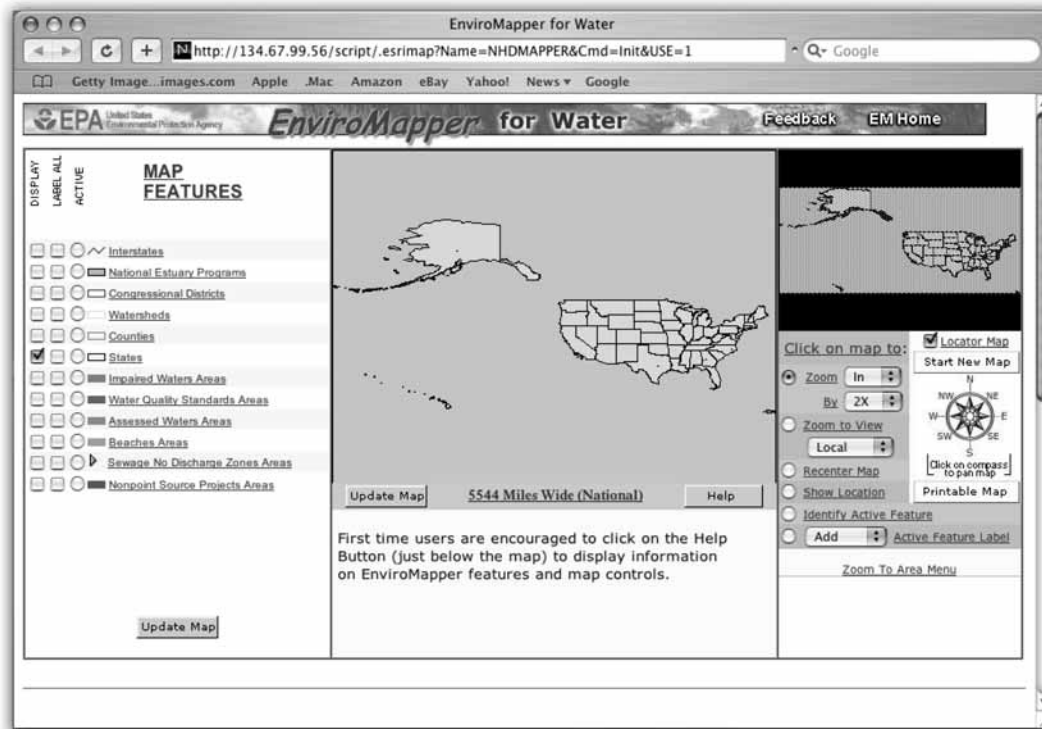 EnviroMapper for Water
http://134.67.99.56/script/.esrimap?Name=NHDMAPPER&Cmd=Init&USE=1
Google
Getty Image...images.com Apple .Mac Amazon eBay Yahoo! News Google
EPA United States
Environmental Protection Agency
EnviroMapper for Water
Feedback EM Home
DISPLAY
LABEL ALL
ACTIVE
MAP
FEATURES
Interstates
National Estuary Programs
Congressional Districts
Watersheds
Counties
States
Impaired Waters Areas
Water Quality Standards Areas
Assessed Waters Areas
Beaches Areas
Sewage No Discharge Zones Areas
Nonpoint Source Projects Areas
Update Map
Update Map 5544 Miles Wide (National) Help
First time users are encouraged to click on the Help
Button (just below the map) to display information
on EnviroMapper features and map controls.
Click on map to:
Zoom In
By 2X
Zoom to View
Local
Recenter Map
Show Location
Identify Active Feature
Add Active Feature Label
Locator Map
Start New Map
N
NW NE
W E
SW SE
S
Click on compass
to pan map
Printable Map
Zoom To Area Menu